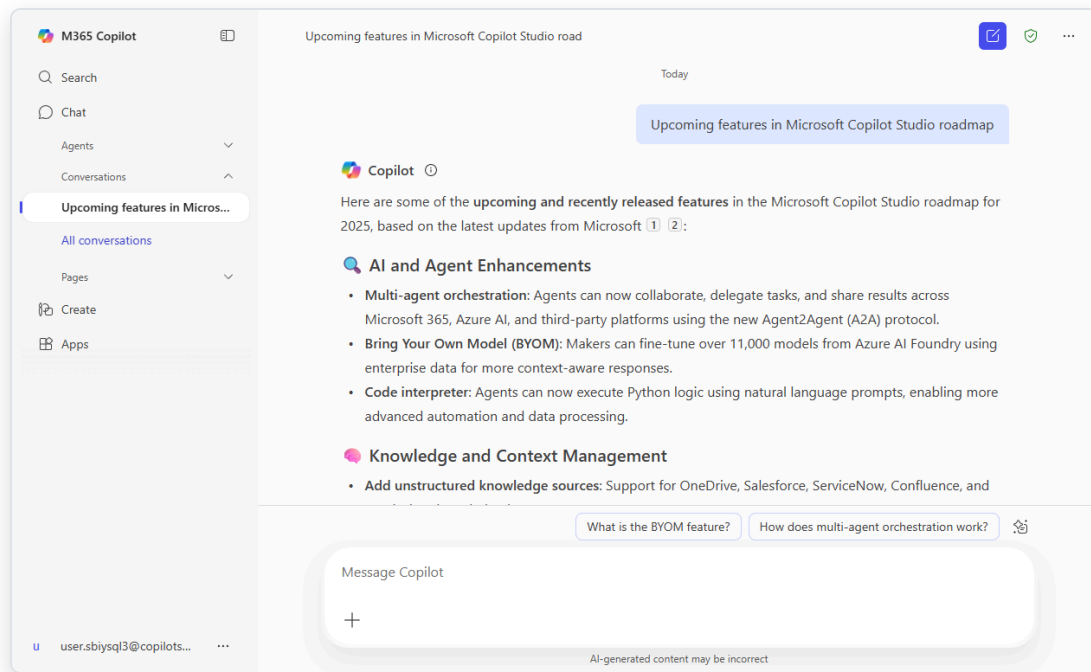 M365 Copilot
Search
Chat
Agents
Conversations
Upcoming features in Micros...
All conversations
Pages
Create
Apps
u user.sbiysql3@copilots...
Upcoming features in Microsoft Copilot Studio road
Today
Upcoming features in Microsoft Copilot Studio roadmap
Copilot
Here are some of the upcoming and recently released features in the Microsoft Copilot Studio roadmap for
2025, based on the latest updates from Microsoft 1 2 :
AI and Agent Enhancements
• Multi-agent orchestration: Agents can now collaborate, delegate tasks, and share results across
Microsoft 365, Azure AI, and third-party platforms using the new Agent2Agent (A2A) protocol.
• Bring Your Own Model (BYOM): Makers can fine-tune over 11,000 models from Azure AI Foundry using
enterprise data for more context-aware responses.
• Code interpreter: Agents can now execute Python logic using natural language prompts, enabling more
advanced automation and data processing.
Knowledge and Context Management
• Add unstructured knowledge sources: Support for OneDrive, Salesforce, ServiceNow, Confluence, and
What is the BYOM feature?
How does multi-agent orchestration work?
Message Copilot
AI-generated content may be incorrect